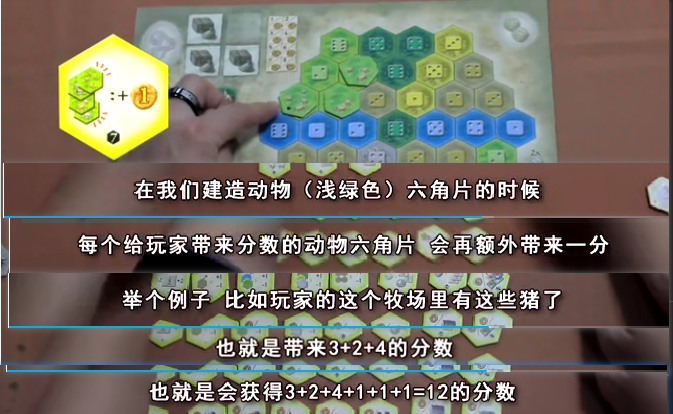 :+ 1
7
在我们建造动物（浅绿色）六角片的时候
每个给玩家带来分数的动物六角片 会再额外带来一分
举个例子 比如玩家的这个牧场里有这些猪了
也就是带来3+2+4的分数
也就是会获得3+2+4+1+1+1=12的分数